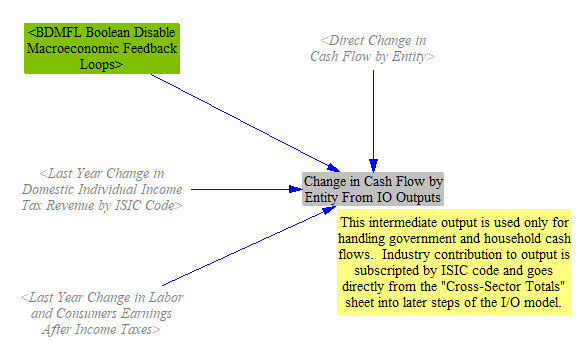 <BDMFL Boolean Disable
Macroeconomic Feedback
Loops>
<Direct Change in
Cash Flow by Entity>
<Last Year Change in
Domestic Individual Income
Tax Revenue by ISIC Code>
Change in Cash Flow by
Entity From IO Outputs
This intermediate output is used only for
handling government and household cash
flows. Industry contribution to output is
subscripted by ISIC code and goes
directly from the "Cross-Sector Totals"
sheet into later steps of the I/O model.
<Last Year Change in Labor
and Consumers Earnings
After Income Taxes>